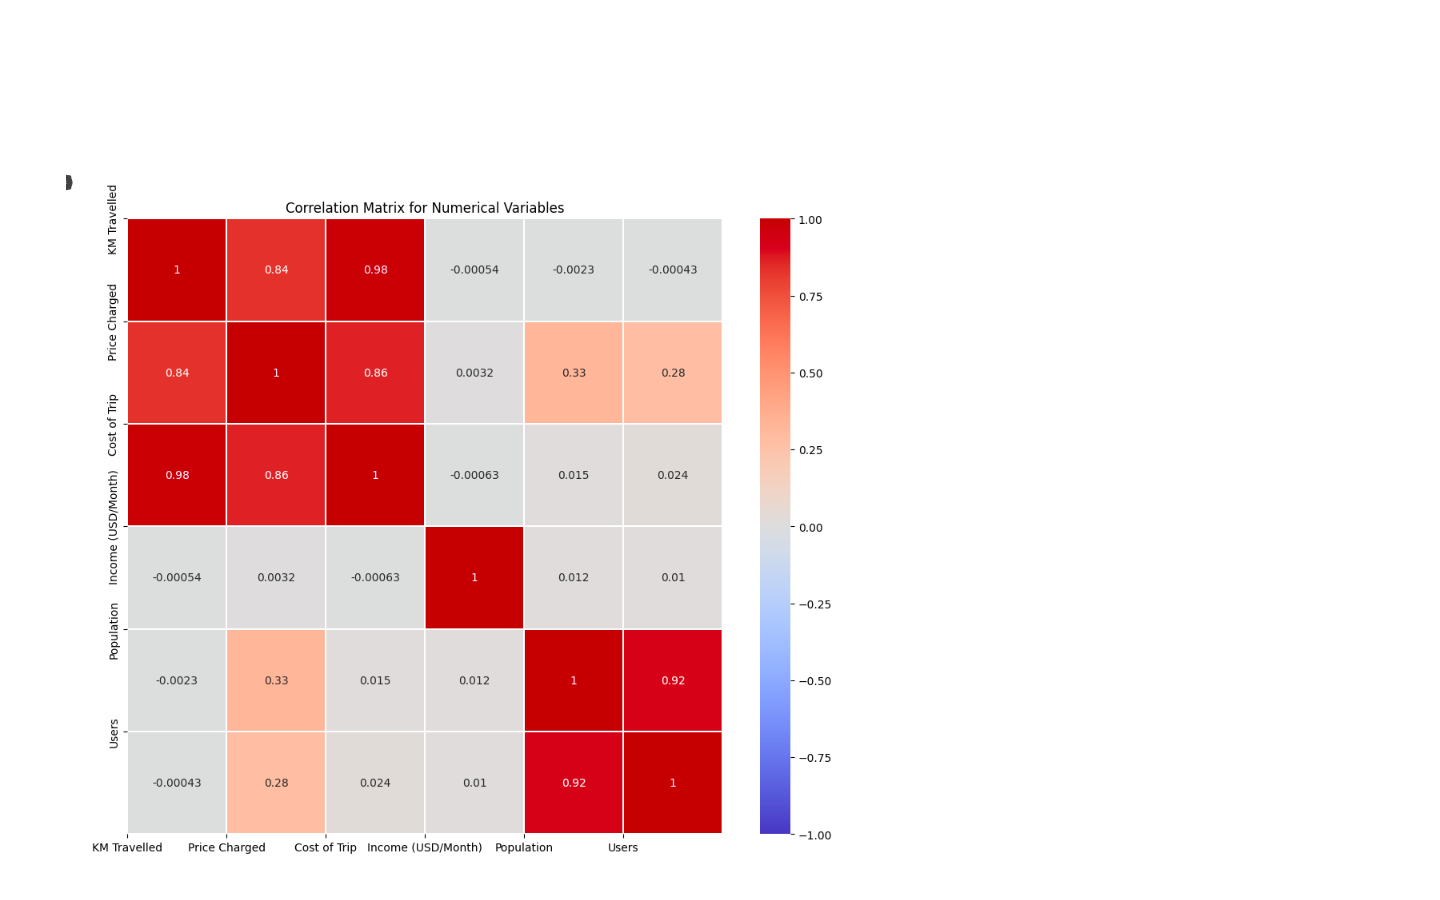 Correlation Matrix for Numerical Variables
KM Travelled
1 0.84 0.98 -0.00054 -0.0023 -0.00043
Price Charged
0.84 1 0.86 0.0032 0.33 0.28
Cost of Trip
0.98 0.86 1 -0.00063 0.015 0.024
Income (USD/Month)
-0.00054 0.0032 -0.00063 1 0.012 0.01
Population
-0.0023 0.33 0.015 0.012 1 0.92
Users
-0.00043 0.28 0.024 0.01 0.92 1
KM Travelled Price Charged Cost of Trip Income (USD/Month) Population Users
1.00
0.75
0.50
0.25
0.00
−0.25
−0.50
−0.75
−1.00